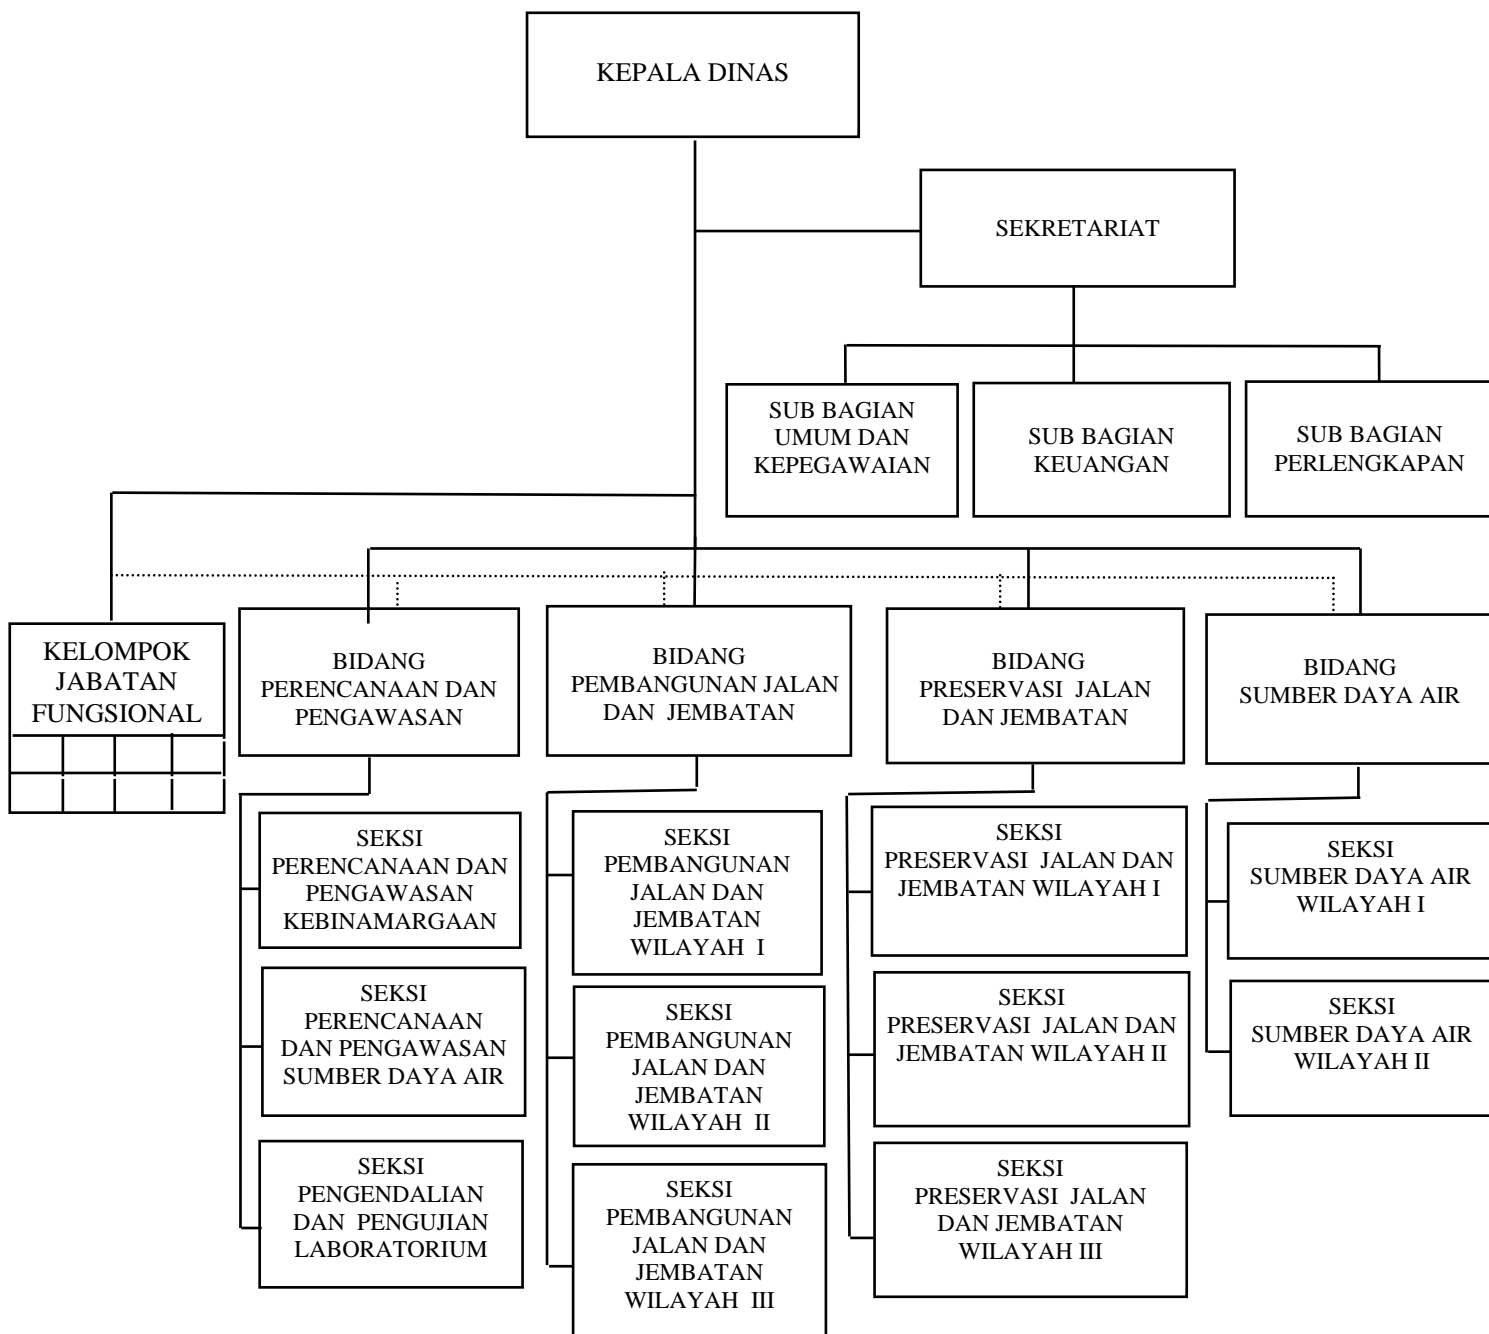 KEPALA DINAS
SEKRETARIAT
SUB BAGIAN
UMUM DAN
KEPEGAWAIAN
SUB BAGIAN
KEUANGAN
SUB BAGIAN
PERLENGKAPAN
KELOMPOK
JABATAN
FUNGSIONAL
BIDANG
PERENCANAAN DAN
PENGAWASAN
BIDANG
PEMBANGUNAN JALAN
DAN JEMBATAN
BIDANG
PRESERVASI JALAN
DAN JEMBATAN
BIDANG
SUMBER DAYA AIR
SEKSI
PERENCANAAN DAN
PENGAWASAN
KEBINAMARGAAN
SEKSI
PERENCANAAN
DAN PENGAWASAN
SUMBER DAYA AIR
SEKSI
PENGENDALIAN
DAN PENGUJIAN
LABORATORIUM
SEKSI
PEMBANGUNAN
JALAN DAN
JEMBATAN
WILAYAH I
SEKSI
PEMBANGUNAN
JALAN DAN
JEMBATAN
WILAYAH II
SEKSI
PEMBANGUNAN
JALAN DAN
JEMBATAN
WILAYAH III
SEKSI
PRESERVASI JALAN DAN
JEMBATAN WILAYAH I
SEKSI
PRESERVASI JALAN DAN
JEMBATAN WILAYAH II
SEKSI
PRESERVASI JALAN
DAN JEMBATAN
WILAYAH III
SEKSI
SUMBER DAYA AIR
WILAYAH I
SEKSI
SUMBER DAYA AIR
WILAYAH II